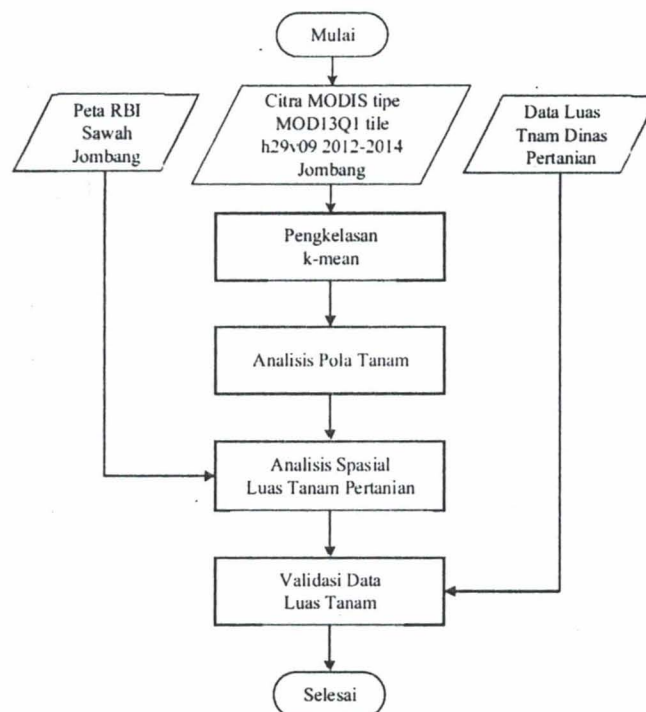 Mulai
Peta RBI
Sawah
Jombang
Citra MODIS tipe
MOD13Q1 tile
h29v09 2012-2014
Jombang
Data Luas
Tnam Dinas
Pertanian
Pengkelasan
k-mean
Analisis Pola Tanam
Analisis Spasial
Luas Tanam Pertanian
Validasi Data
Luas Tanam
Selesai